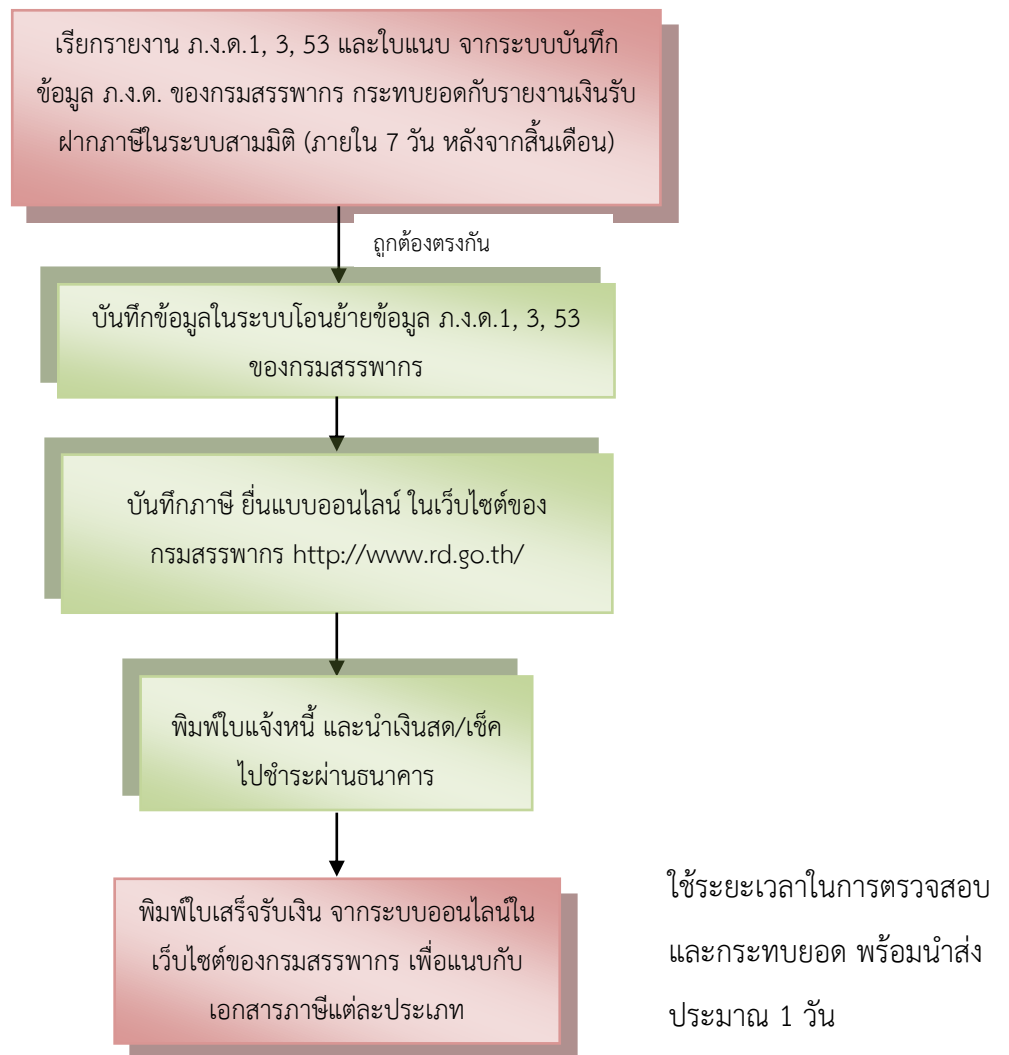 เรียกรายงาน ภ.ง.ด.1, 3, 53 และใบแนบ จากระบบบันทึก
ข้อมูล ภ.ง.ด. ของกรมสรรพากร กระทบยอดกับรายงานเงินรับ
ฝากภาษีในระบบสามมิติ (ภายใน 7 วัน หลังจากสิ้นเดือน)
ถูกต้องตรงกัน
บันทึกข้อมูลในระบบโอนย้ายข้อมูล ภ.ง.ด.1, 3, 53
ของกรมสรรพากร
บันทึกภาษี ยื่นแบบออนไลน์ ในเว็บไซต์ของ
กรมสรรพากร http://www.rd.go.th/
พิมพ์ใบแจ้งหนี้ และนำเงินสด/เช็ค
ไปชำระผ่านธนาคาร
พิมพ์ใบเสร็จรับเงิน จากระบบออนไลน์ใน
เว็บไซต์ของกรมสรรพากร เพื่อแนบกับ
เอกสารภาษีแต่ละประเภท
ใช้ระยะเวลาในการตรวจสอบ
และกระทบยอด พร้อมนำส่ง
ประมาณ 1 วัน